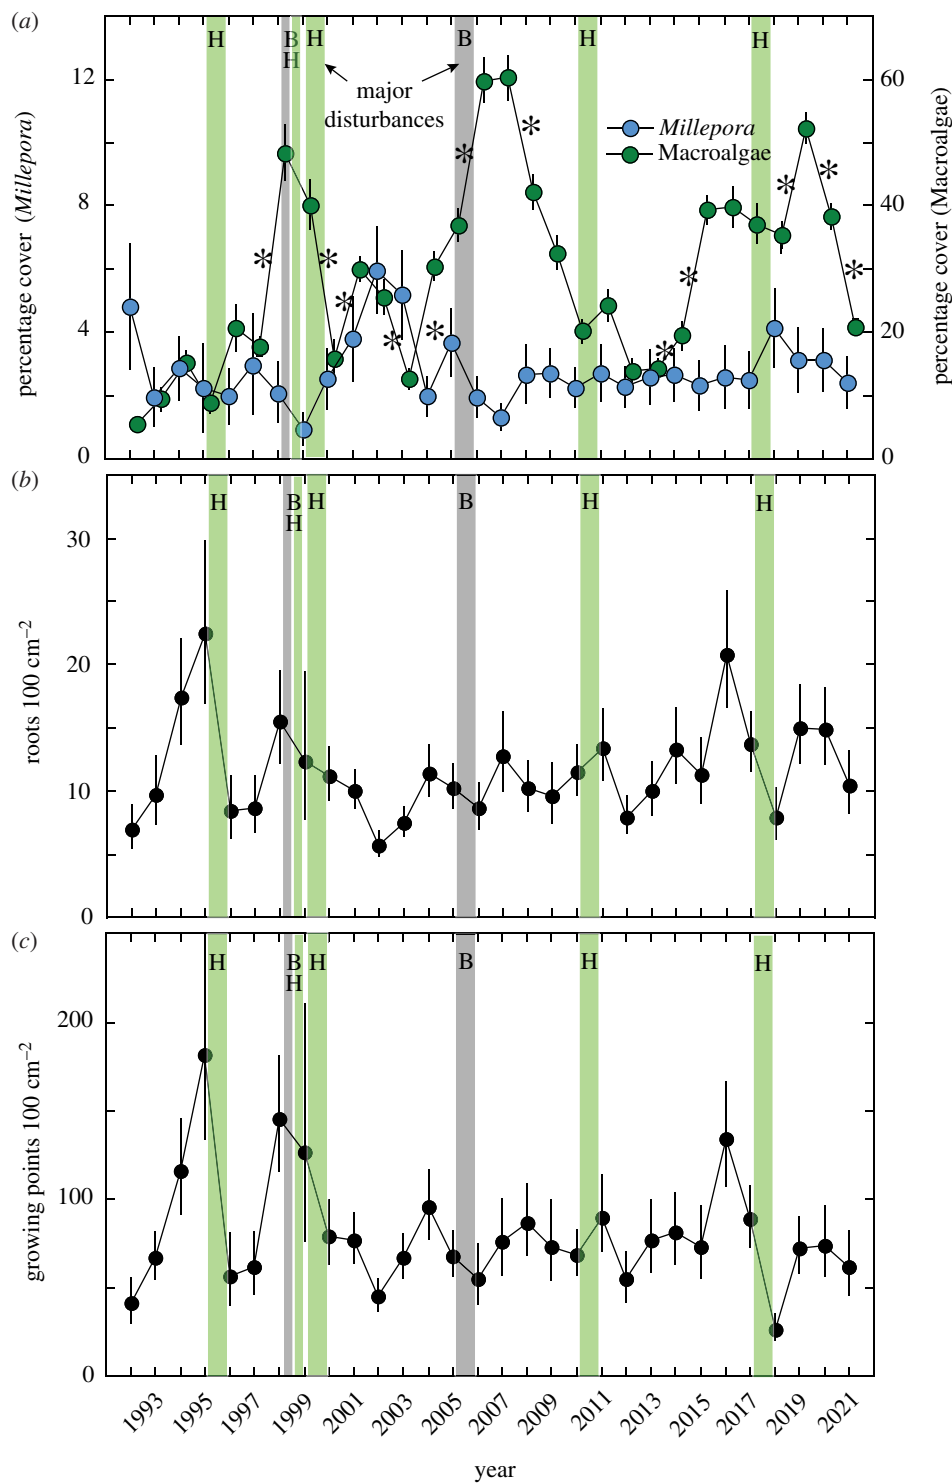 (a)
H
B
H
H
B
H
H
major
disturbances
Millepora
Macroalgae
*
*
*
*
*
*
*
*
*
*
*
*
*
12
8
4
0
60
40
20
0
percentage cover (Millepora)
percentage cover (Macroalgae)
(b)
H
B
H
H
B
H
H
30
20
10
0
roots 100 cm⁻²
(c)
H
B
H
H
B
H
H
200
100
0
growing points 100 cm⁻²
1993
1995
1997
1999
2001
2003
2005
2007
2009
2011
2013
2015
2017
2019
2021
year